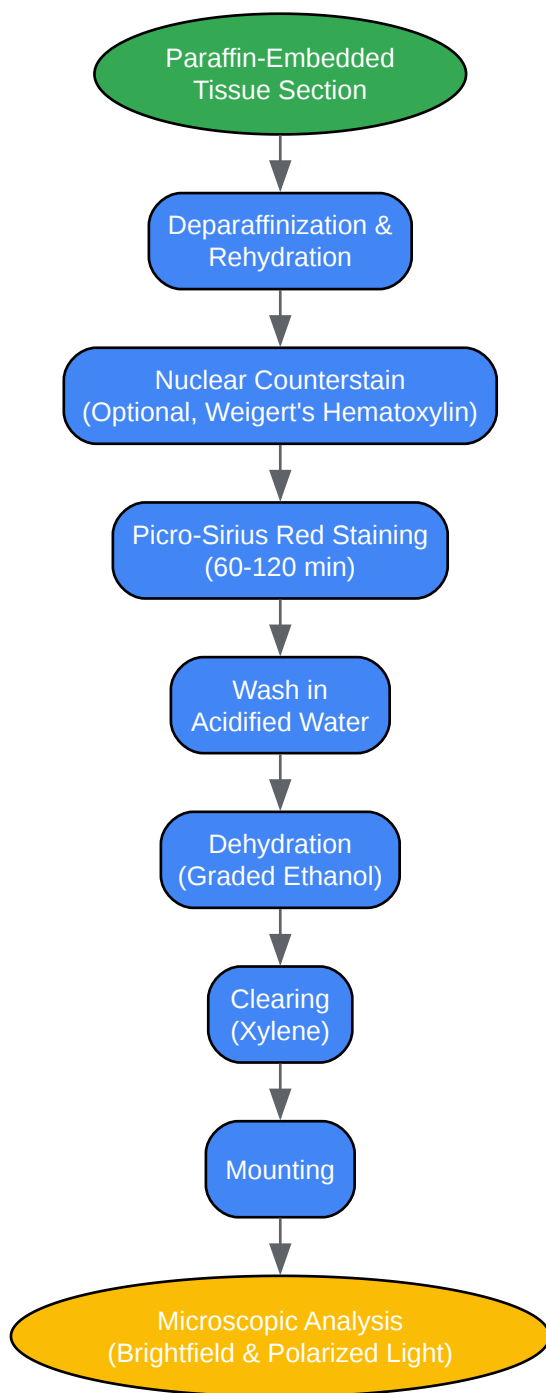 Paraffin-Embedded
Tissue Section
Deparaffinization &
Rehydration
Nuclear Counterstain
(Optional, Weigert's Hematoxylin)
Picro-Sirius Red Staining
(60-120 min)
Wash in
Acidified Water
Dehydration
(Graded Ethanol)
Clearing
(Xylene)
Mounting
Microscopic Analysis
(Brightfield & Polarized Light)